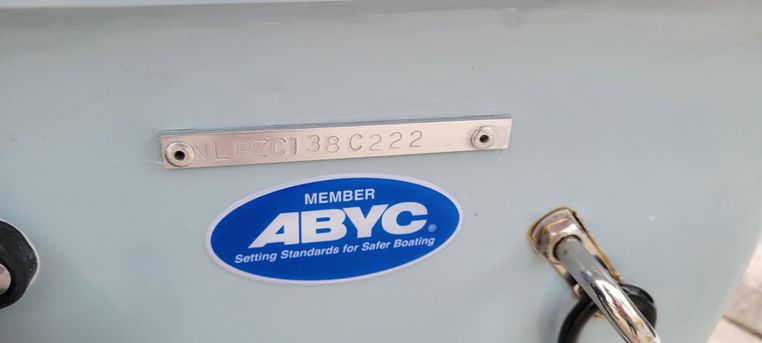 NLPZC138C222
MEMBER
ABYC®
Setting Standards for Safer Boating